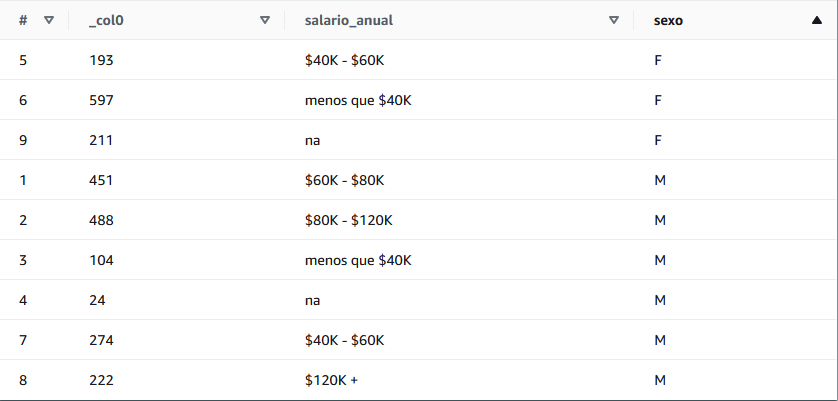 # _col0 salario_anual sexo
5 193 $40K - $60K F
6 597 menos que $40K F
9 211 na F
1 451 $60K - $80K M
2 488 $80K - $120K M
3 104 menos que $40K M
4 24 na M
7 274 $40K - $60K M
8 222 $120K + M